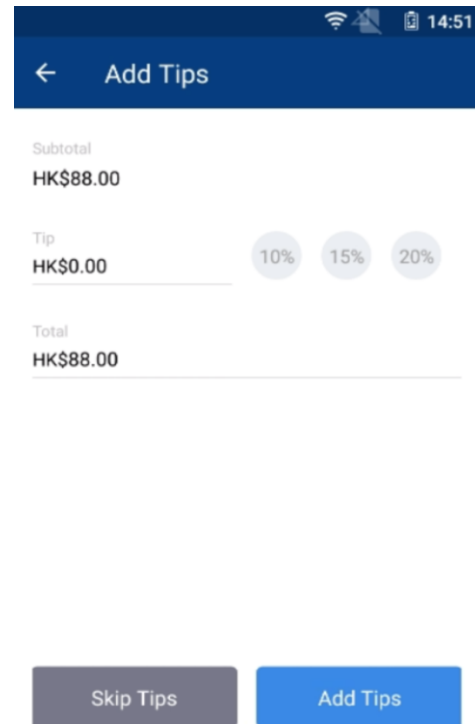 14:51
Add Tips
Subtotal
HK$88.00
Tip
HK$0.00 10% 15% 20%
Total
HK$88.00
Skip Tips Add Tips